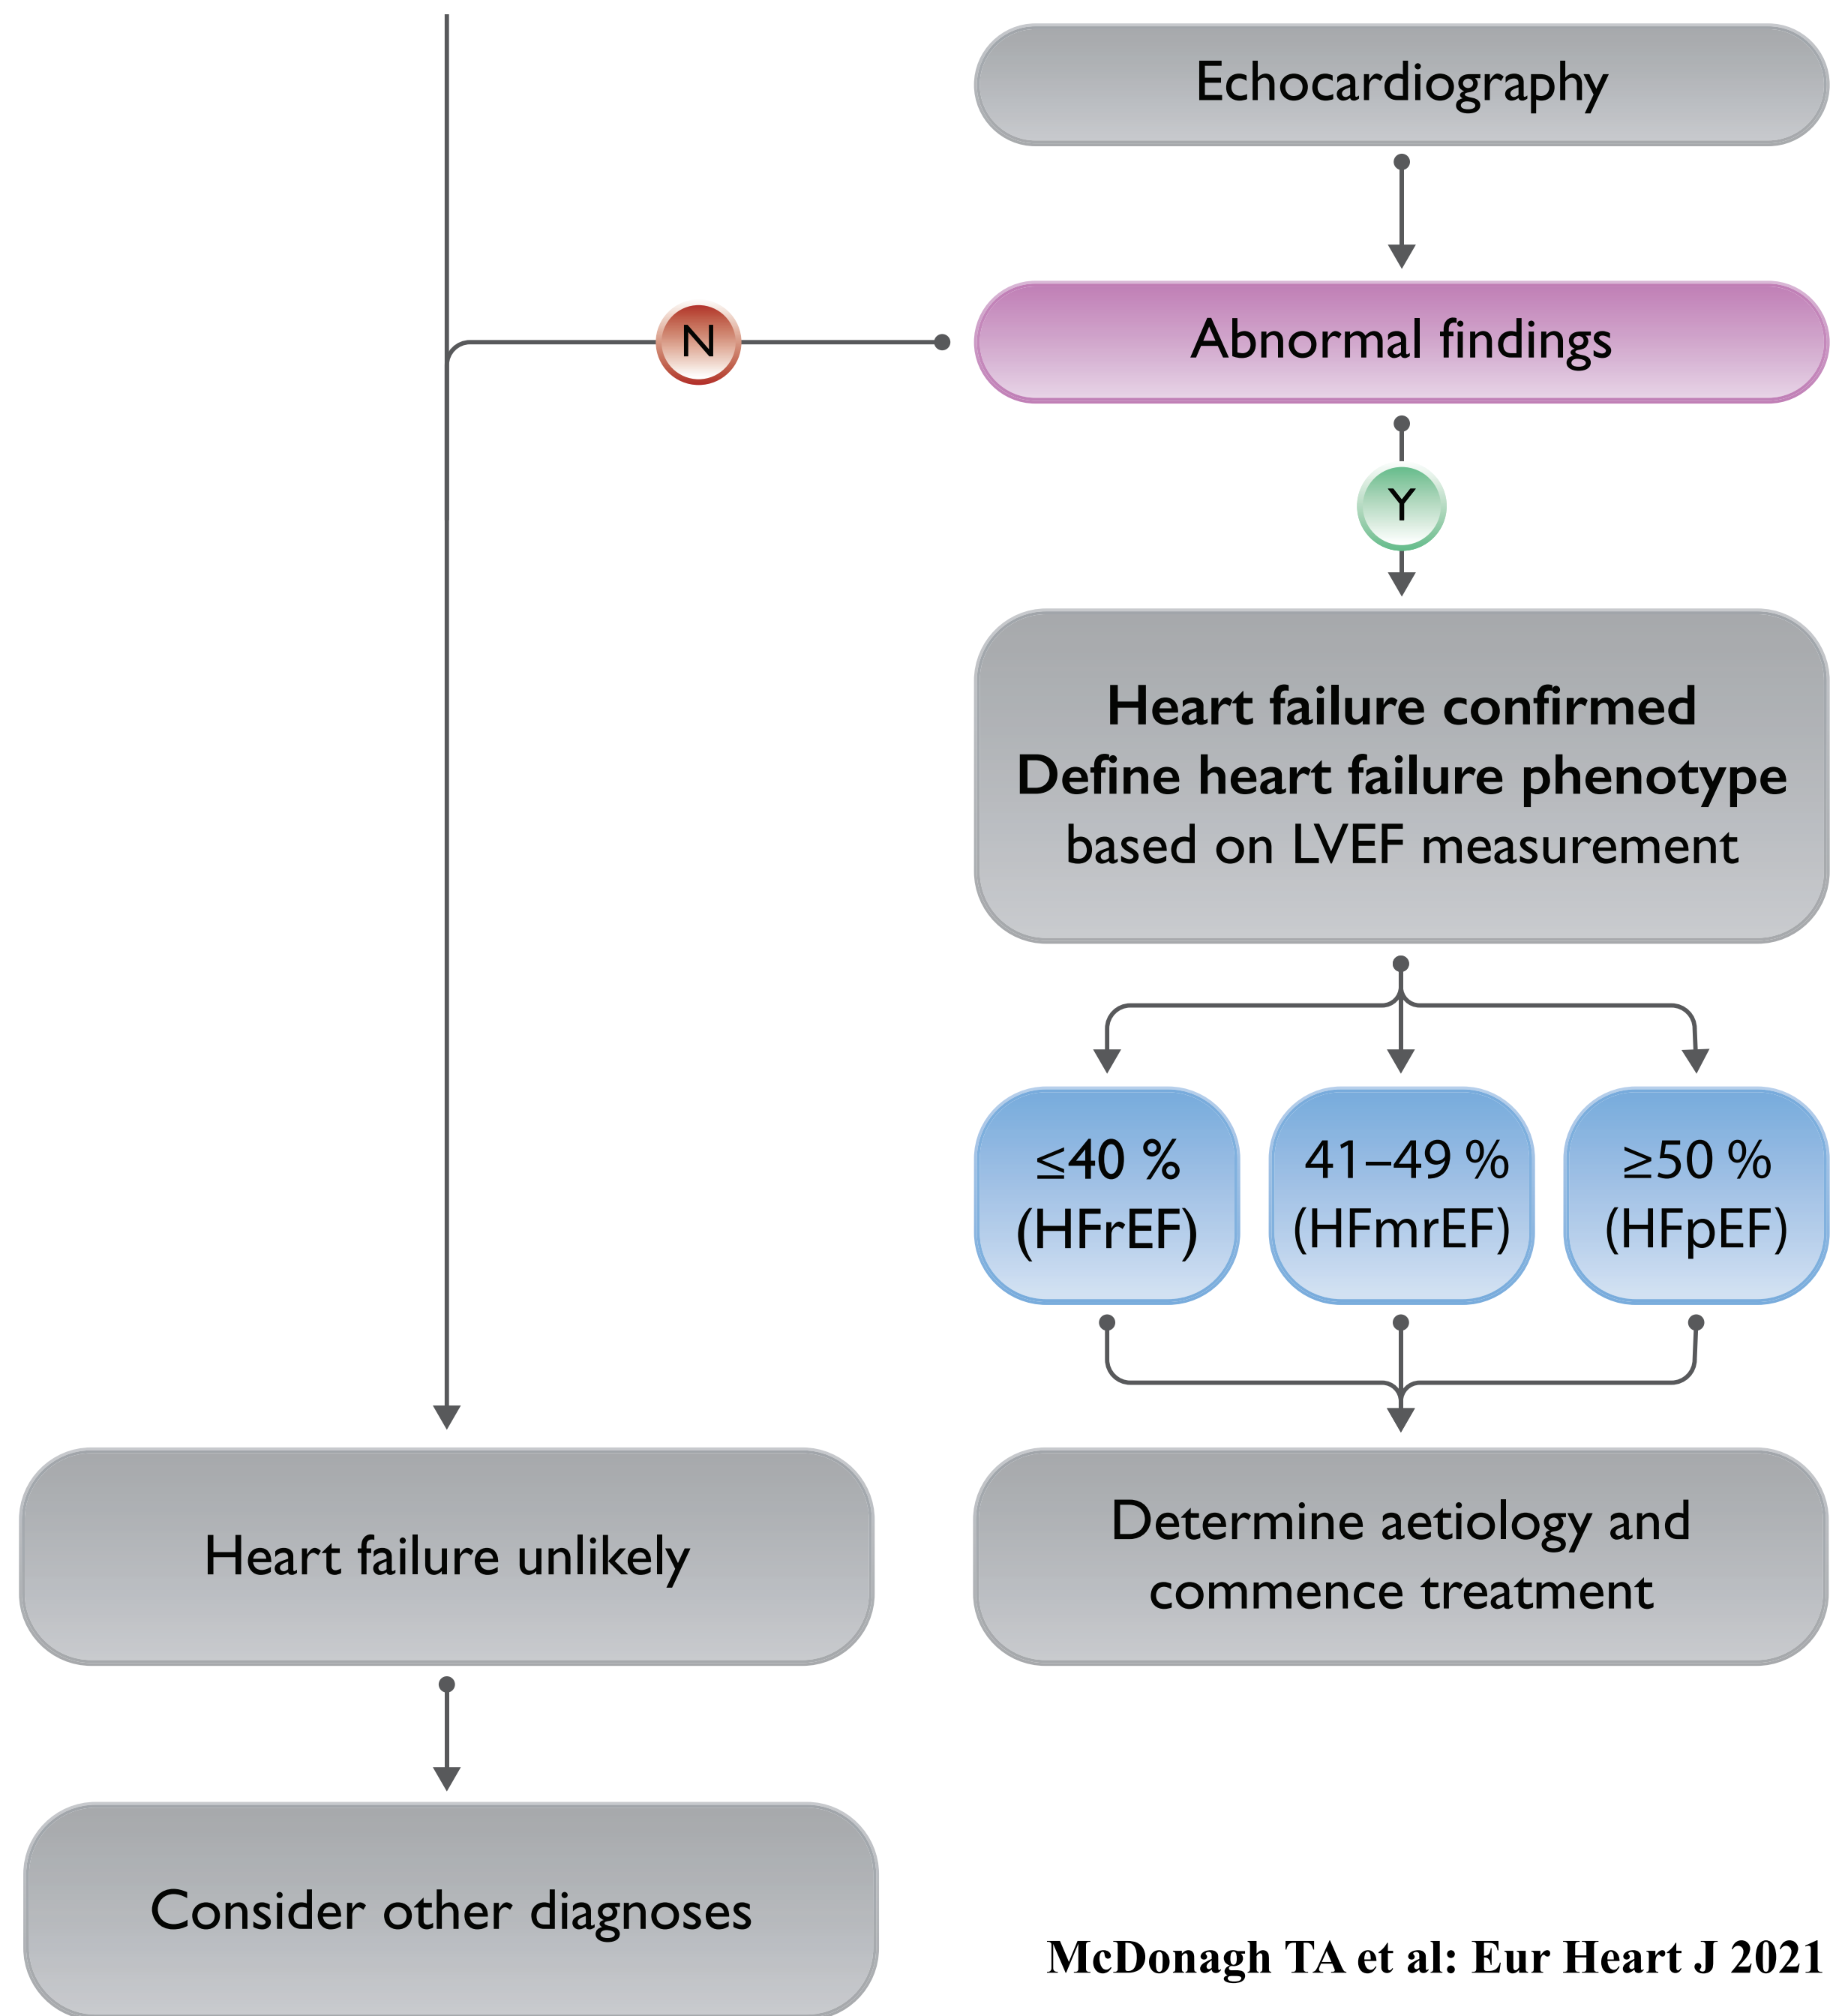 Echocardiography
Abnormal findings
N
Y
Heart failure confirmed
Define heart failure phenotype
based on LVEF measurement
≤40 %
(HFrEF)
41–49 %
(HFmrEF)
≥50 %
(HFpEF)
Heart failure unlikely
Determine aetiology and
commence treatment
Consider other diagnoses
McDonagh TA et al: Eur Heart J 2021